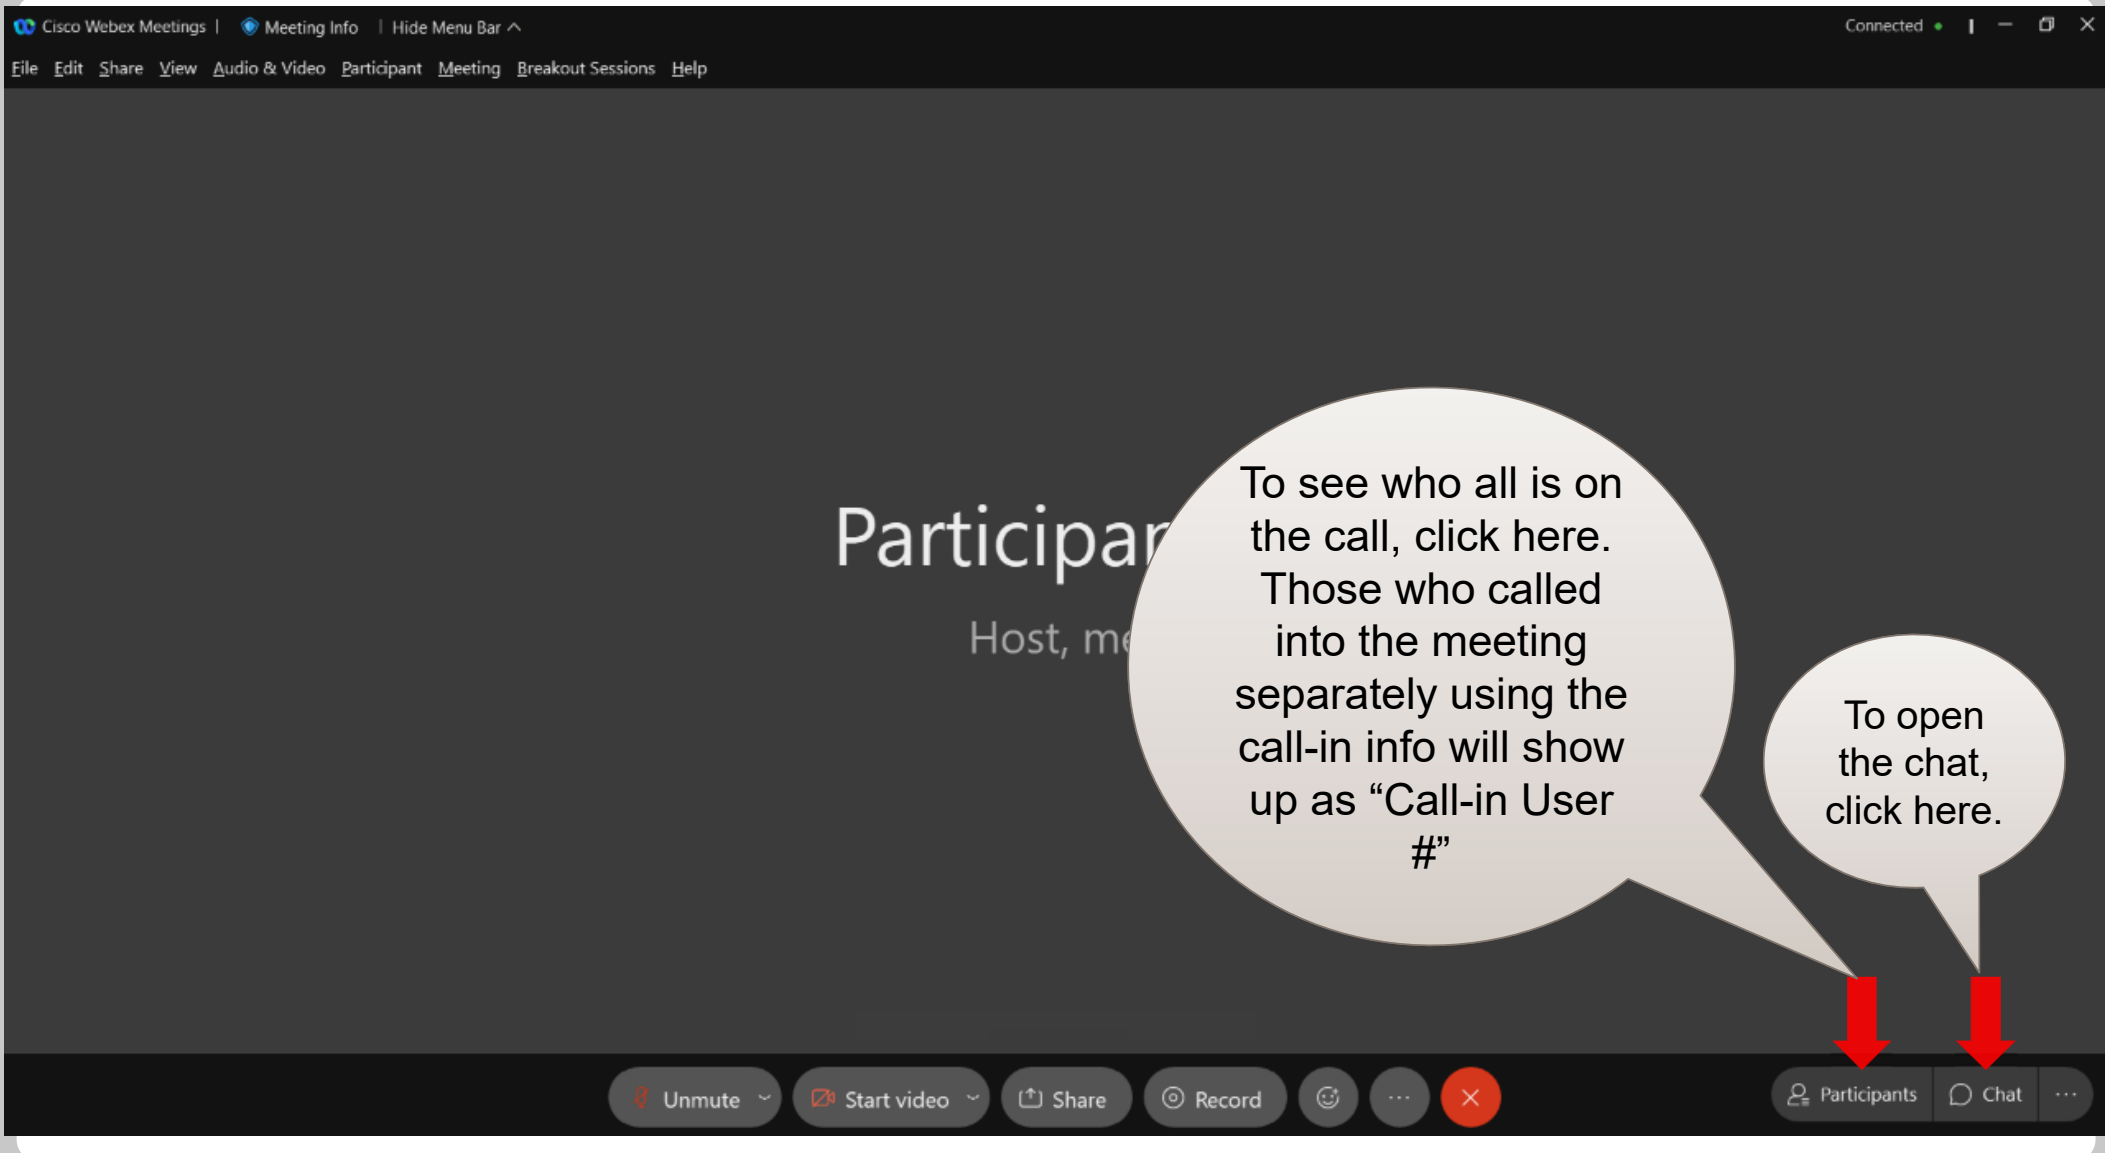 Cisco Webex Meetings | Meeting Info | Hide Menu Bar
Connected
File Edit Share View Audio & Video Participant Meeting Breakout Sessions Help
To see who all is on
the call, click here.
Those who called
into the meeting
separately using the
call-in info will show
up as “Call-in User
#”
Host,
To open
the chat,
click here.
Unmute
Start video
Share
Record
Participants
Chat